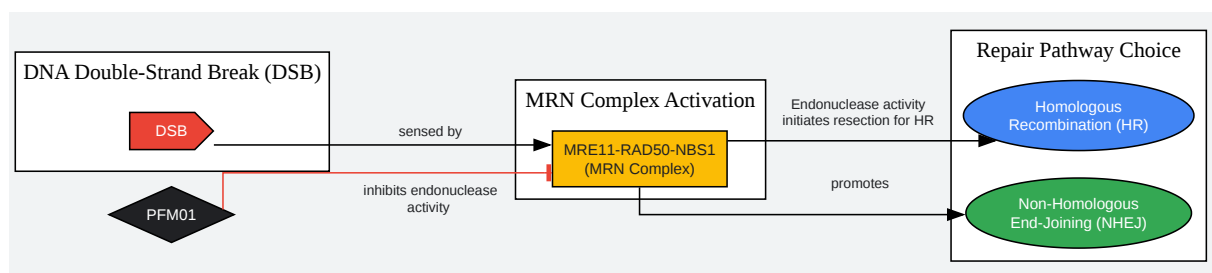 DNA Double-Strand Break (DSB)
DSB
PFM01
sensed by
inhibits endonuclease
activity
MRN Complex Activation
MRE11-RAD50-NBS1
(MRN Complex)
Endonuclease activity
initiates resection for HR
promotes
Repair Pathway Choice
Homologous
Recombination (HR)
Non-Homologous
End-Joining (NHEJ)